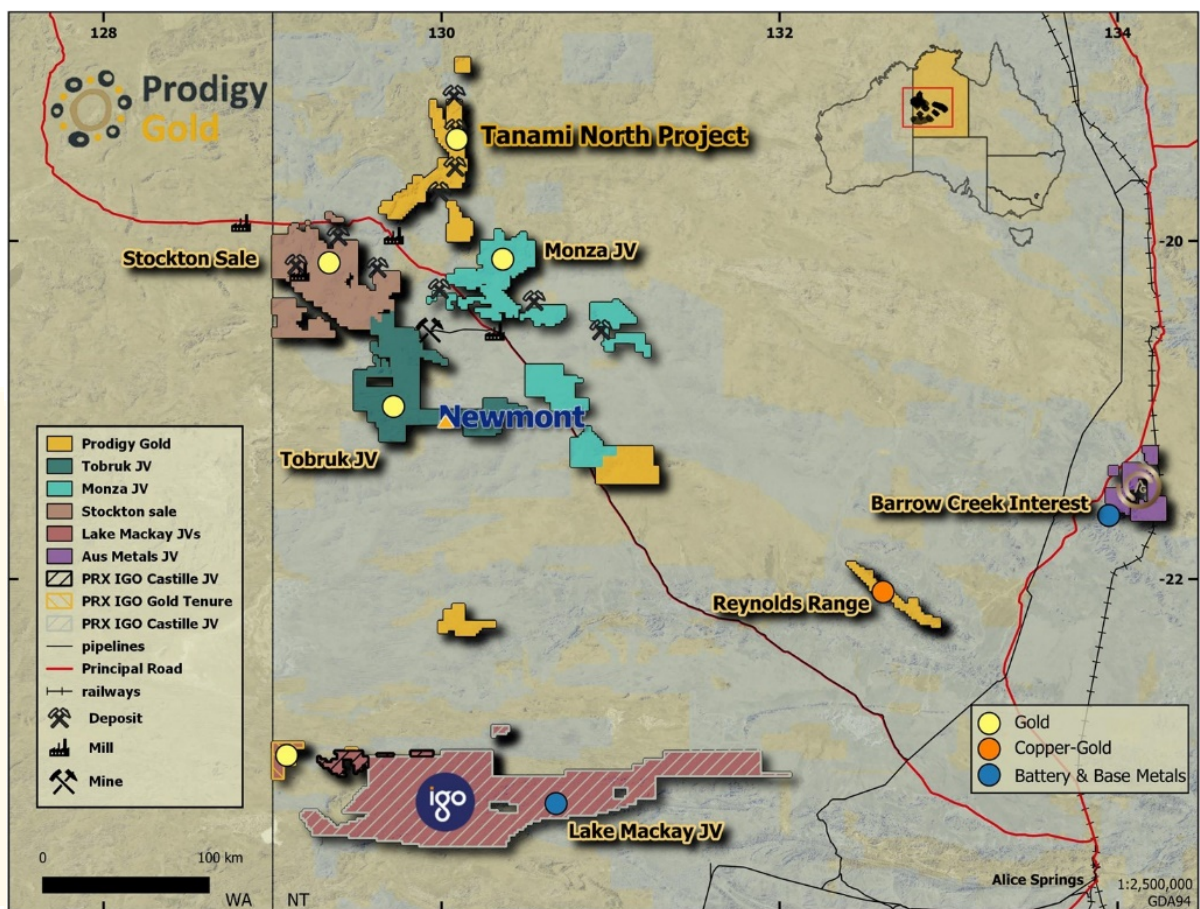 128
130
132
134
Prodigy
Gold
Tanami North Project
-20
Stockton Sale
Monza JV
Newmont
Tobruk JV
Prodigy Gold
Tobruk JV
Monza JV
Stockton sale
Lake Mackay JVs
Aus Metals JV
PRX IGO Castille JV
PRX IGO Gold Tenure
PRX IGO Castille JV
pipelines
Principal Road
railways
Deposit
Mill
Mine
Barrow Creek Interest
-22
Reynolds Range
Gold
Copper-Gold
Battery & Base Metals
igo
Lake Mackay JV
0
100 km
WA
NT
Alice Springs
1:2,500,000
GDA94